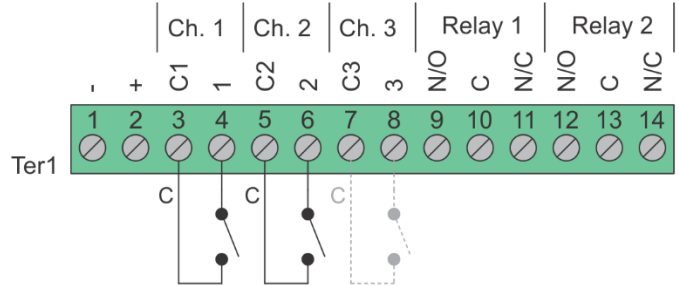 Ch. 1 Ch. 2 Ch. 3 Relay 1 Relay 2
- + C1 1 C2 2 C3 3 N/O C N/C N/O C N/C
1 2 3 4 5 6 7 8 9 10 11 12 13 14
Ter1
C C C